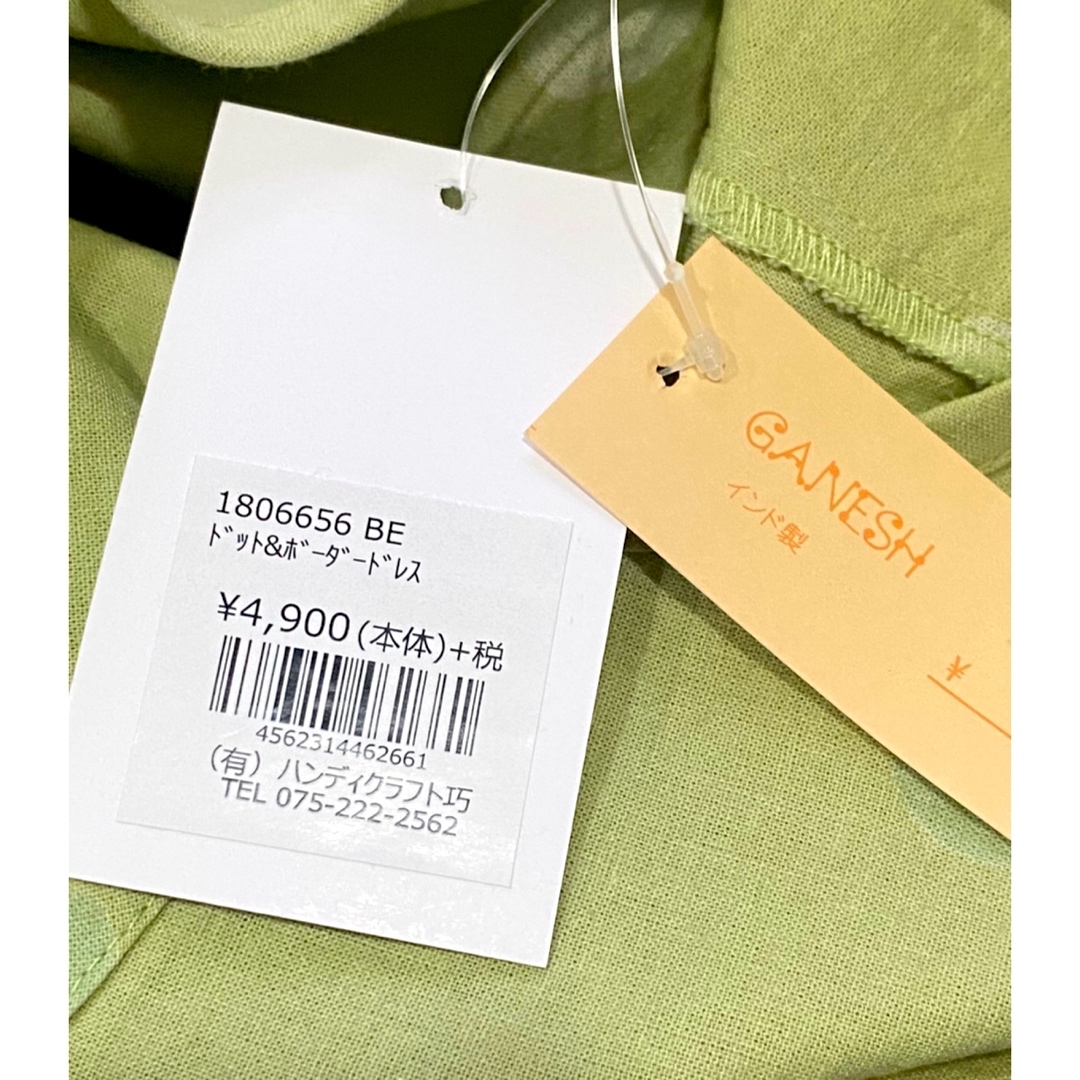 1806656 BE
ﾄﾞｯﾄ&ﾎﾞｰﾀﾞｰﾄﾞﾚｽ
¥4,900(本体)+税
4562314462661
（有）ハンディクラフト巧
TEL 075-222-2562
GANESH
インド製
¥